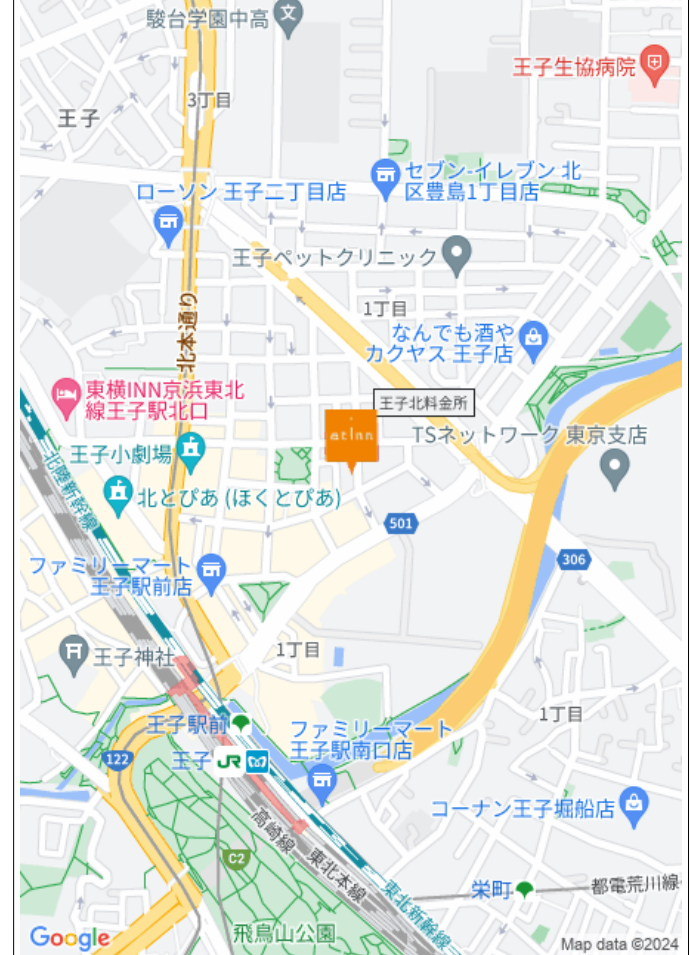 駿台学園中高
王子生協病院
3丁目
王子
セブン-イレブン 北
区豊島1丁目店
ローソン 王子二丁目店
王子ペットクリニック
1丁目
北本通り
なんでも酒や
カクヤス 王子店
東横INN京浜東北
線王子駅北口
王子北料金所
at inn
TSネットワーク 東京支店
王子小劇場
北陸新幹線
北とぴあ (ほくとぴあ)
501
306
ファミリーマート
王子駅前店
王子神社
1丁目
1丁目
王子駅前
ファミリーマート
王子駅南口店
122
王子
JR
コーナン王子堀船店
高崎線
C2
東北本線
東北新幹線
栄町
都電荒川線
飛鳥山公園
Google
Map data ©2024